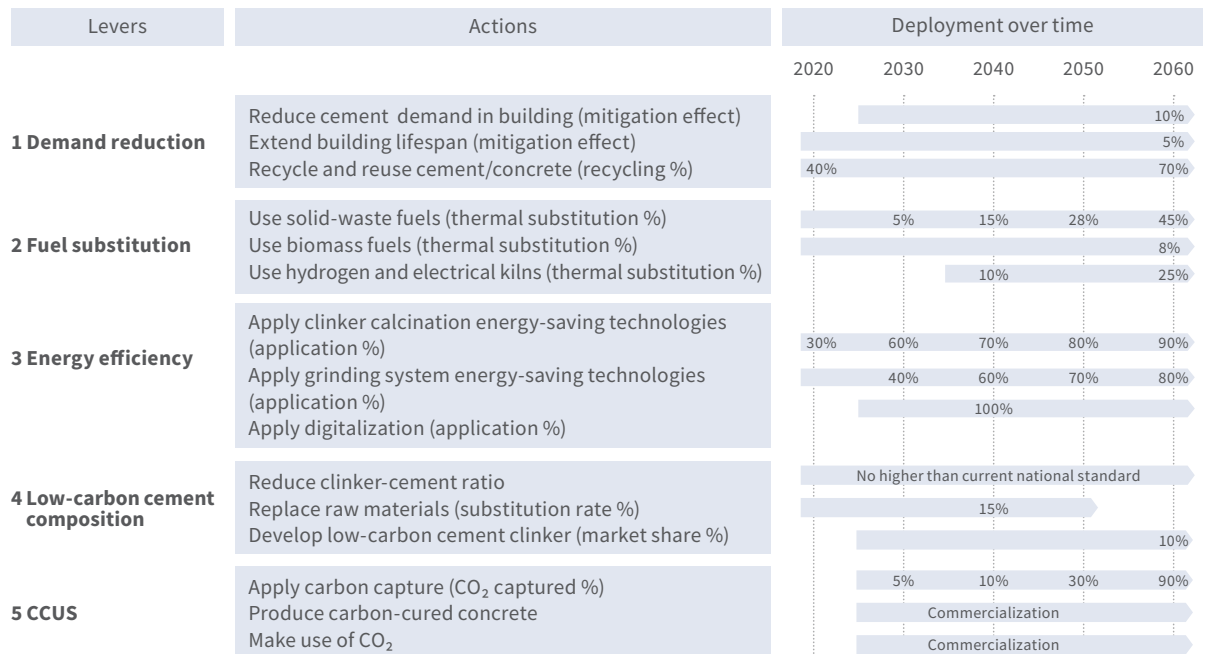 Levers
Actions
Deployment over time
2020 2030 2040 2050 2060
1 Demand reduction
Reduce cement demand in building (mitigation effect)
Extend building lifespan (mitigation effect)
Recycle and reuse cement/concrete (recycling %)
10%
5%
40% 70%
2 Fuel substitution
Use solid-waste fuels (thermal substitution %)
Use biomass fuels (thermal substitution %)
Use hydrogen and electrical kilns (thermal substitution %)
5% 15% 28% 45%
8%
10% 25%
3 Energy efficiency
Apply clinker calcination energy-saving technologies
(application %)
Apply grinding system energy-saving technologies
(application %)
Apply digitalization (application %)
30% 60% 70% 80% 90%
40% 60% 70% 80%
100%
4 Low-carbon cement
composition
Reduce clinker-cement ratio
Replace raw materials (substitution rate %)
Develop low-carbon cement clinker (market share %)
No higher than current national standard
15%
10%
5 CCUS
Apply carbon capture (CO₂ captured %)
Produce carbon-cured concrete
Make use of CO₂
5% 10% 30% 90%
Commercialization
Commercialization